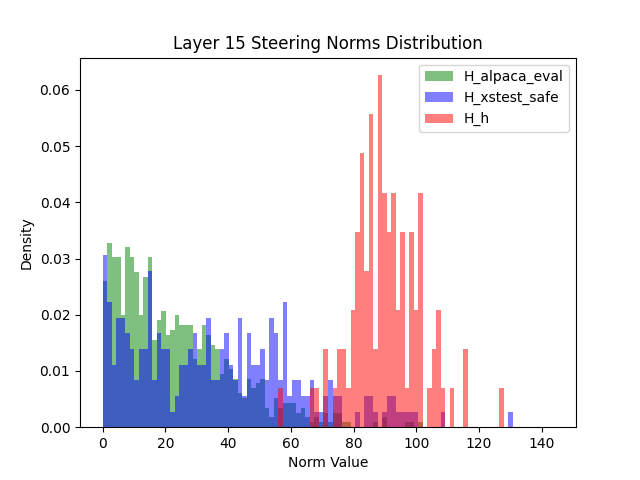 Layer 15 Steering Norms Distribution
H_alpaca_eval
H_xstest_safe
H_h
Density
0.06
0.05
0.04
0.03
0.02
0.01
0.00
0 20 40 60 80 100 120 140
Norm Value